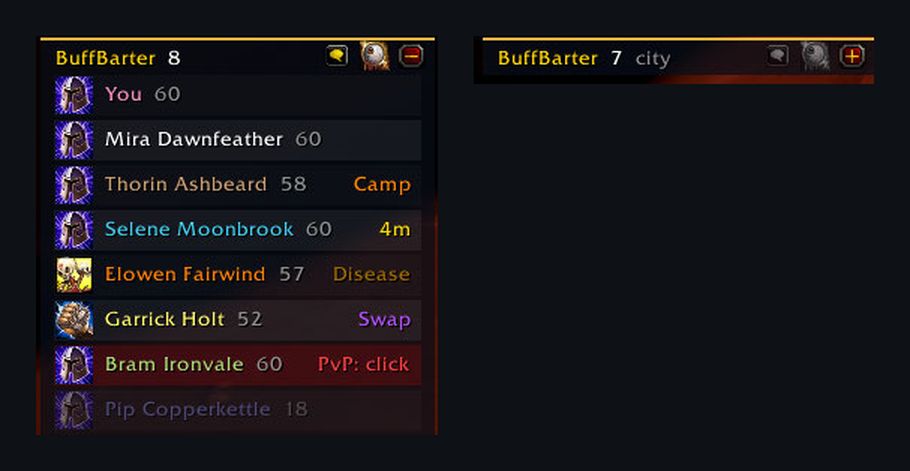 BuffBarter 8
You 60
Mira Dawnfeather 60
Thorin Ashbeard 58 Camp
Selene Moonbrook 60 4m
Elowen Fairwind 57 Disease
Garrick Holt 52 Swap
Bram Ironvale 60 PvP: click
Pip Copperkettle 18
BuffBarter 7 city